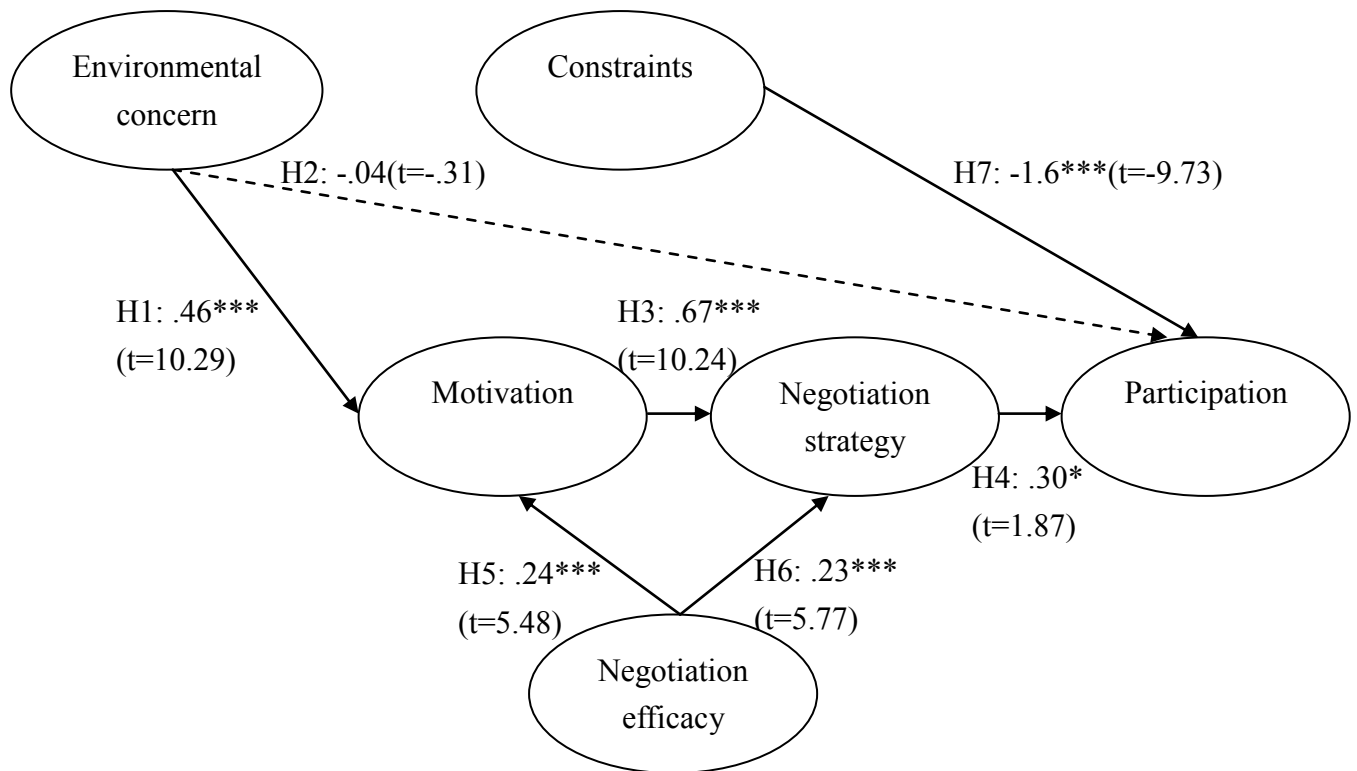 Environmental
concern
Constraints
H2: -.04(t=-.31)
H7: -1.6***(t=-9.73)
H1: .46***
(t=10.29)
H3: .67***
(t=10.24)
Motivation
Negotiation
strategy
Participation
H4: .30*
(t=1.87)
H5: .24***
(t=5.48)
H6: .23***
(t=5.77)
Negotiation
efficacy